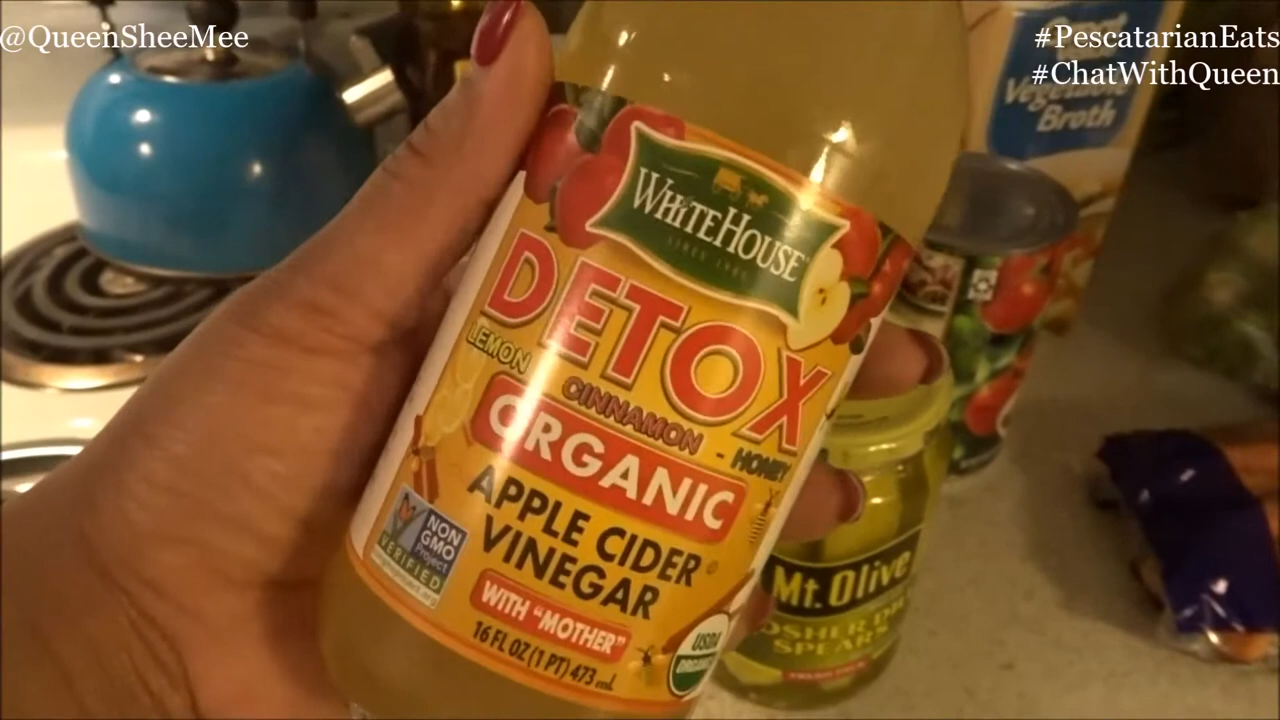 @QueenSheeMee
#PescatarianEats
#ChatWithQueen
Vegetable
Broth
WHITEHOUSE
DETOX
LEMON
CINNAMON - HONEY
ORGANIC
APPLE CIDER
VINEGAR
WITH "MOTHER"
16 FL OZ (1 PT) 473 mL
NON
GMO
Project
VERIFIED
USDA
ORGANIC
Mt. Olive
SPEARS